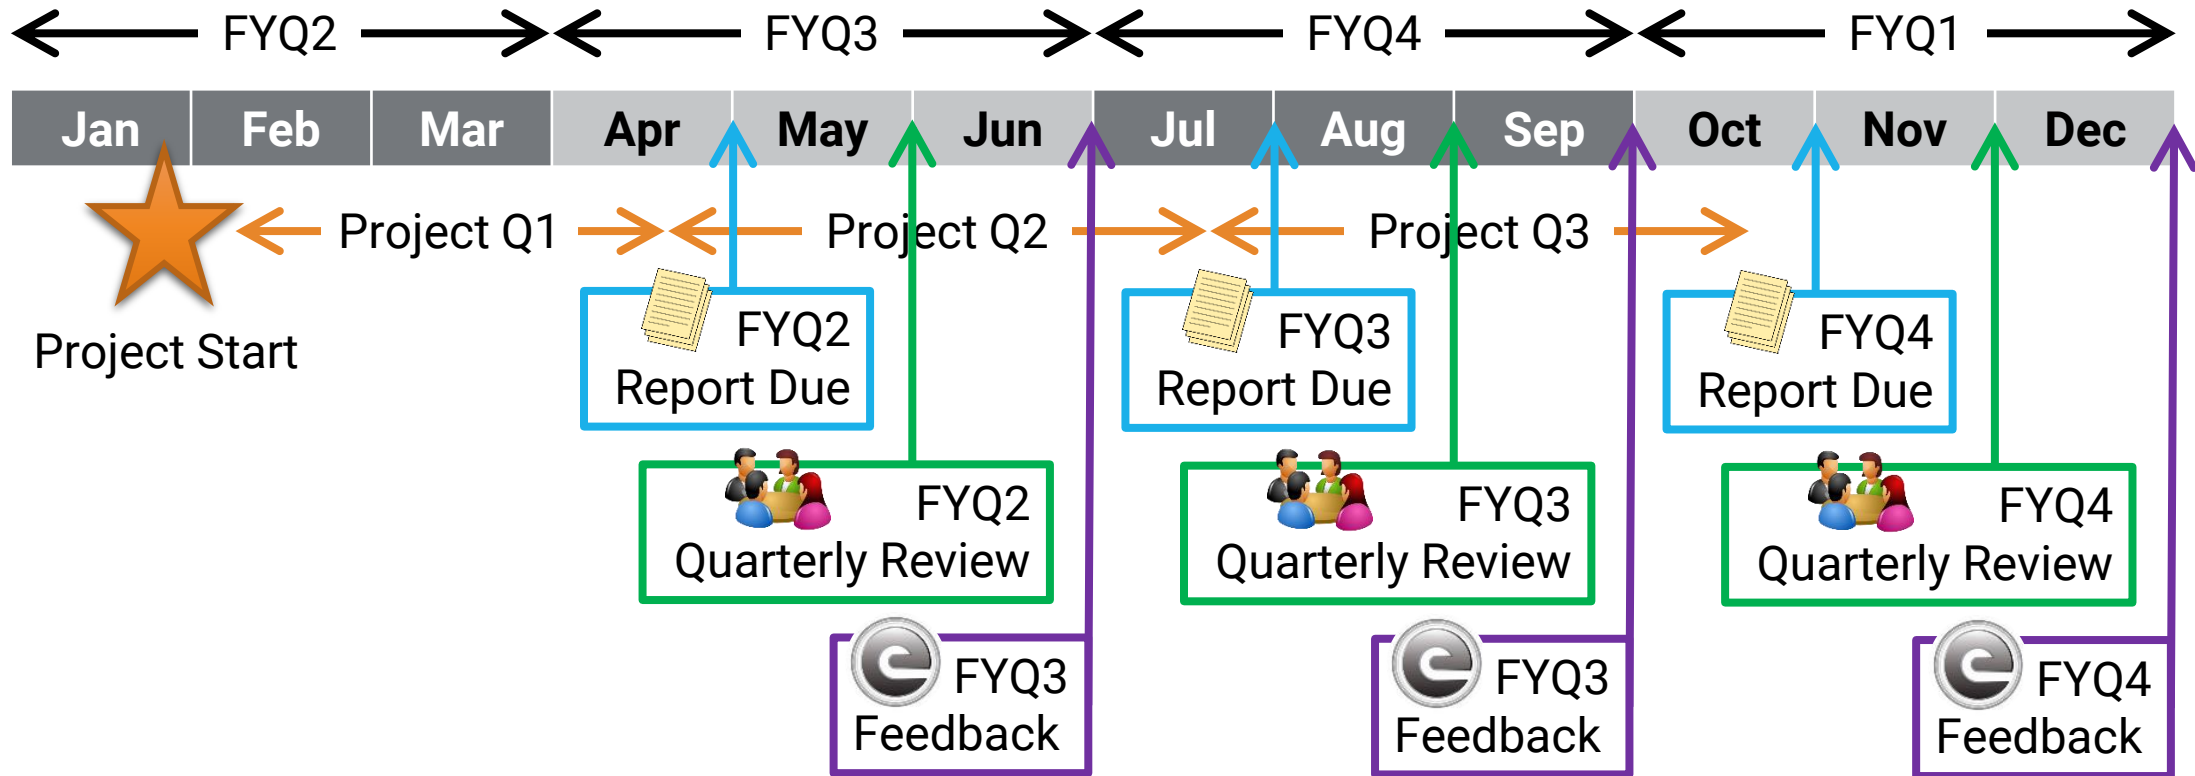 FYQ2 FYQ3 FYQ4 FYQ1
Jan Feb Mar Apr May Jun Jul Aug Sep Oct Nov Dec
Project Q1 Project Q2 Project Q3
Project Start
FYQ2
Report Due
FYQ3
Report Due
FYQ4
Report Due
FYQ2
Quarterly Review
FYQ3
Quarterly Review
FYQ4
Quarterly Review
FYQ3
Feedback
FYQ3
Feedback
FYQ4
Feedback